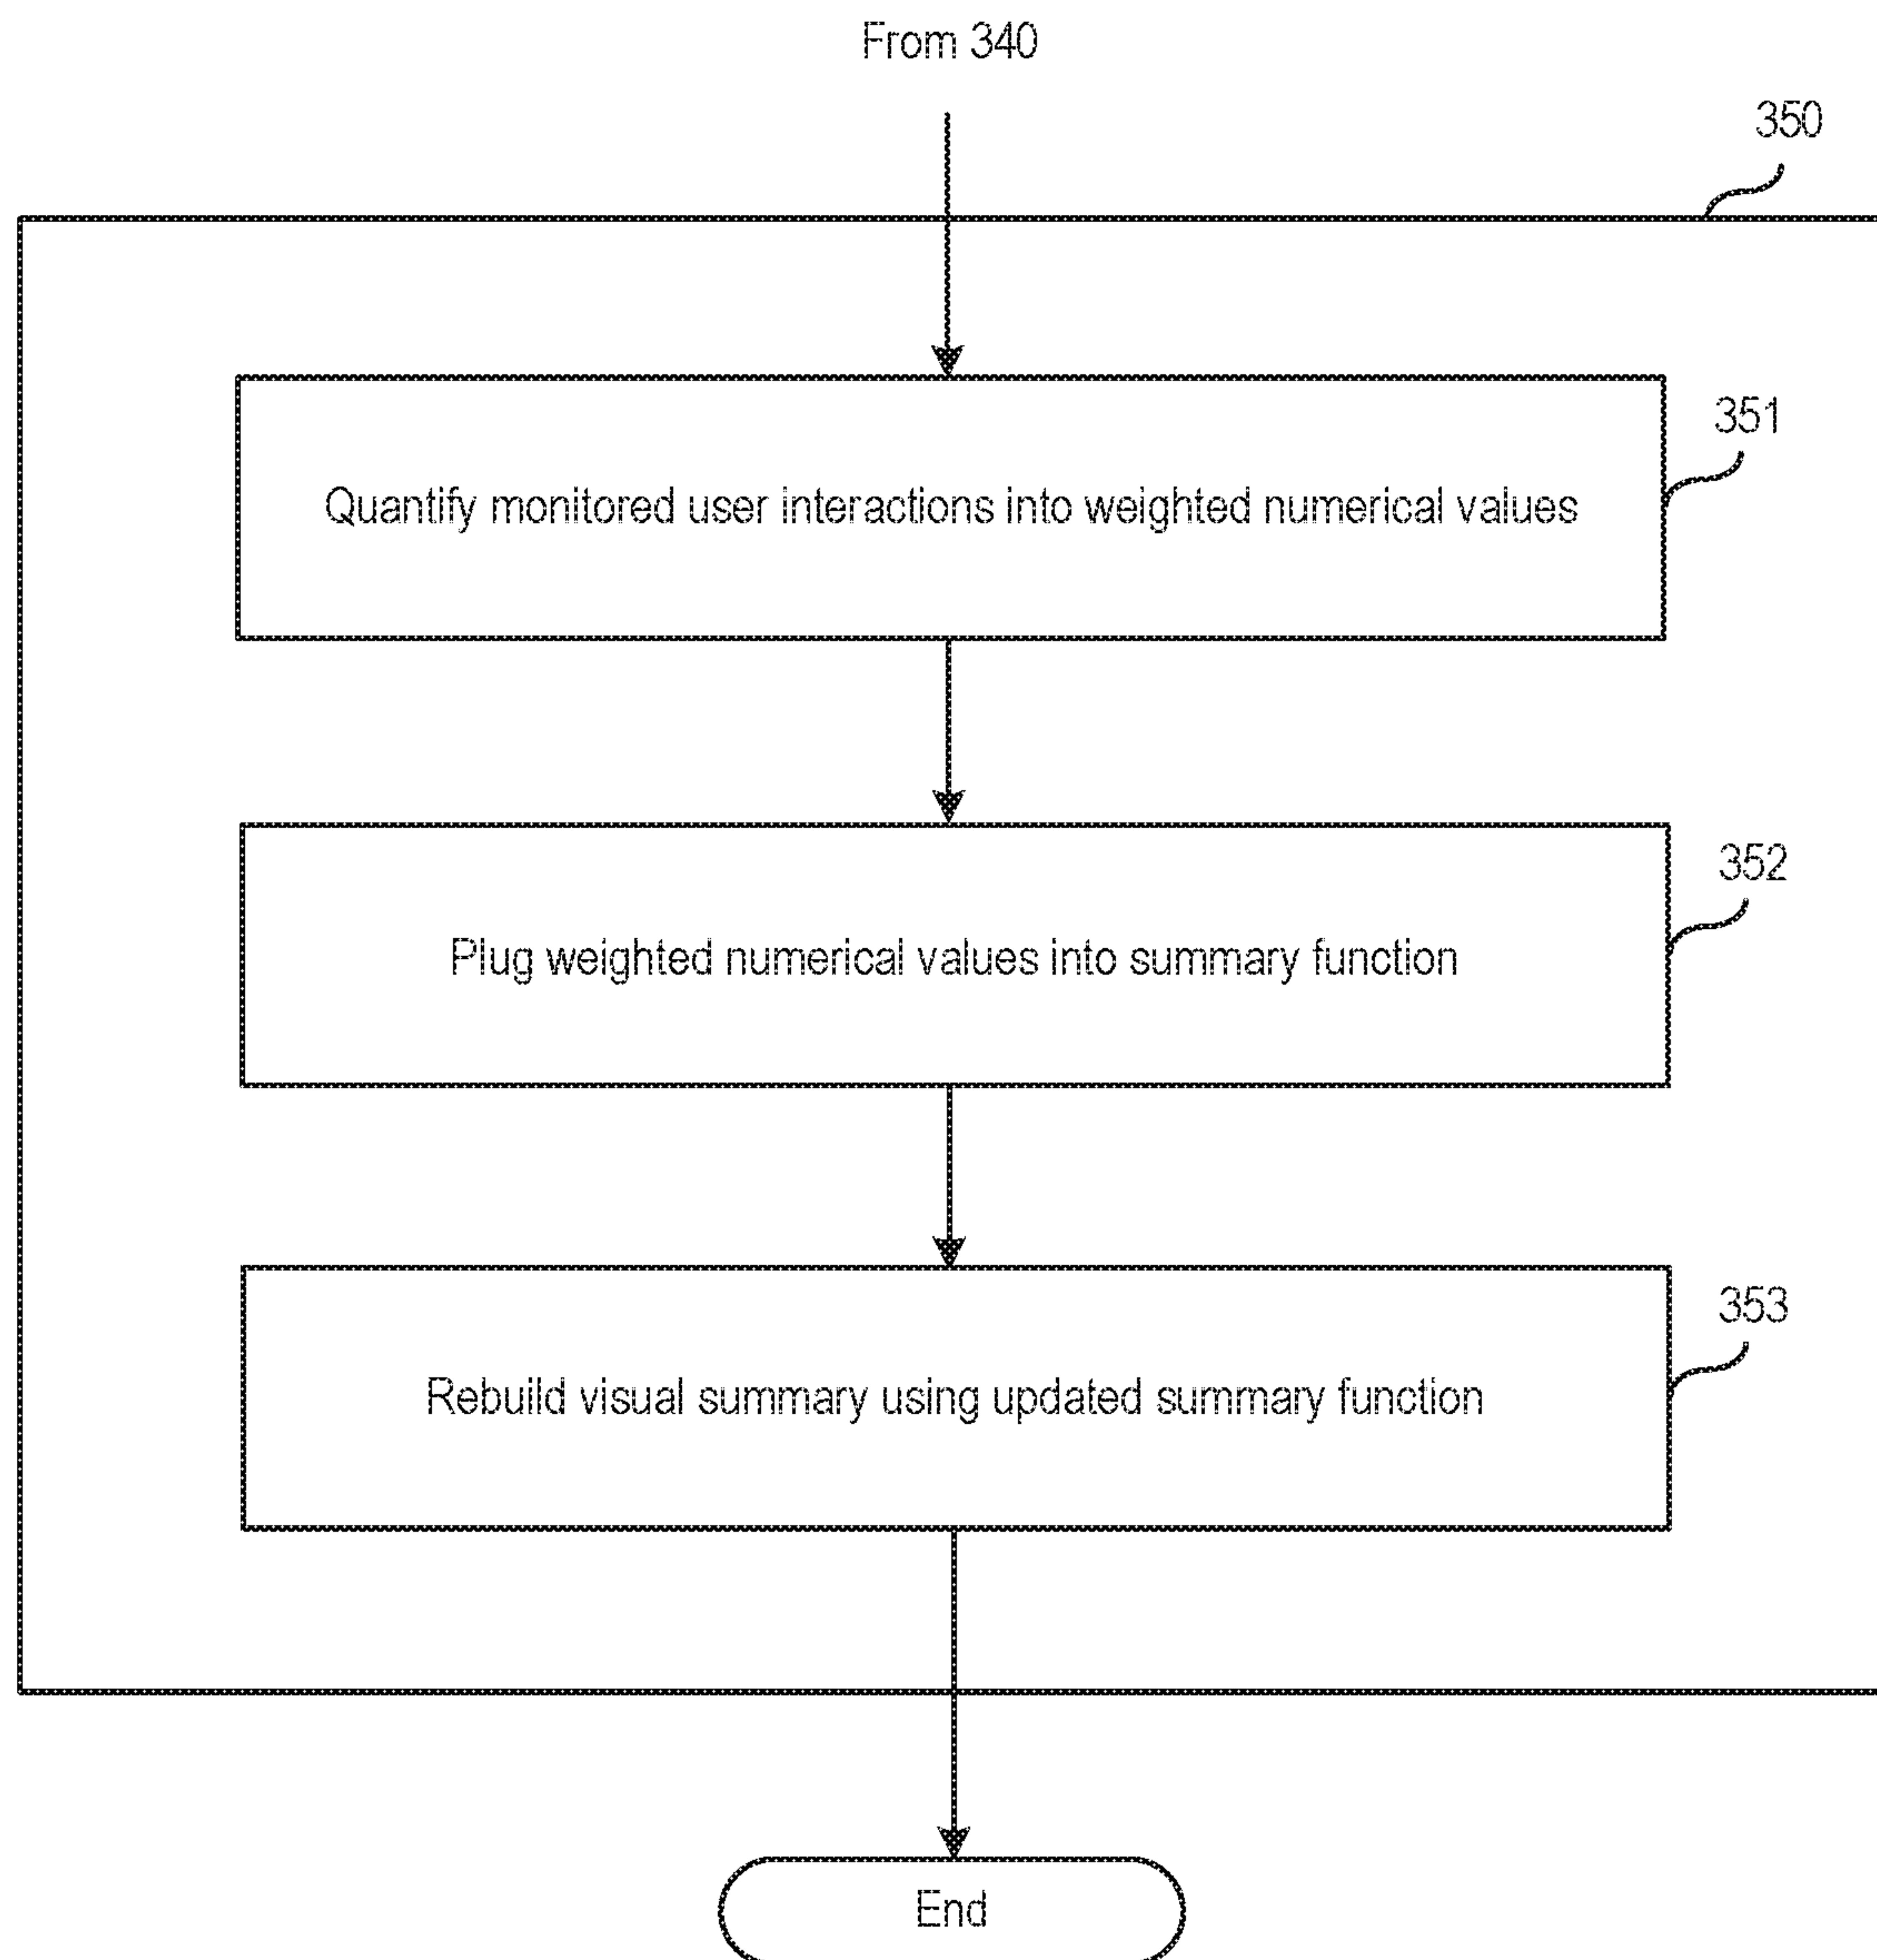 From 340
350
351
Quantify monitored user interactions into weighted numerical values
352
Plug weighted numerical values into summary function
353
Rebuild visual summary using updated summary function
End